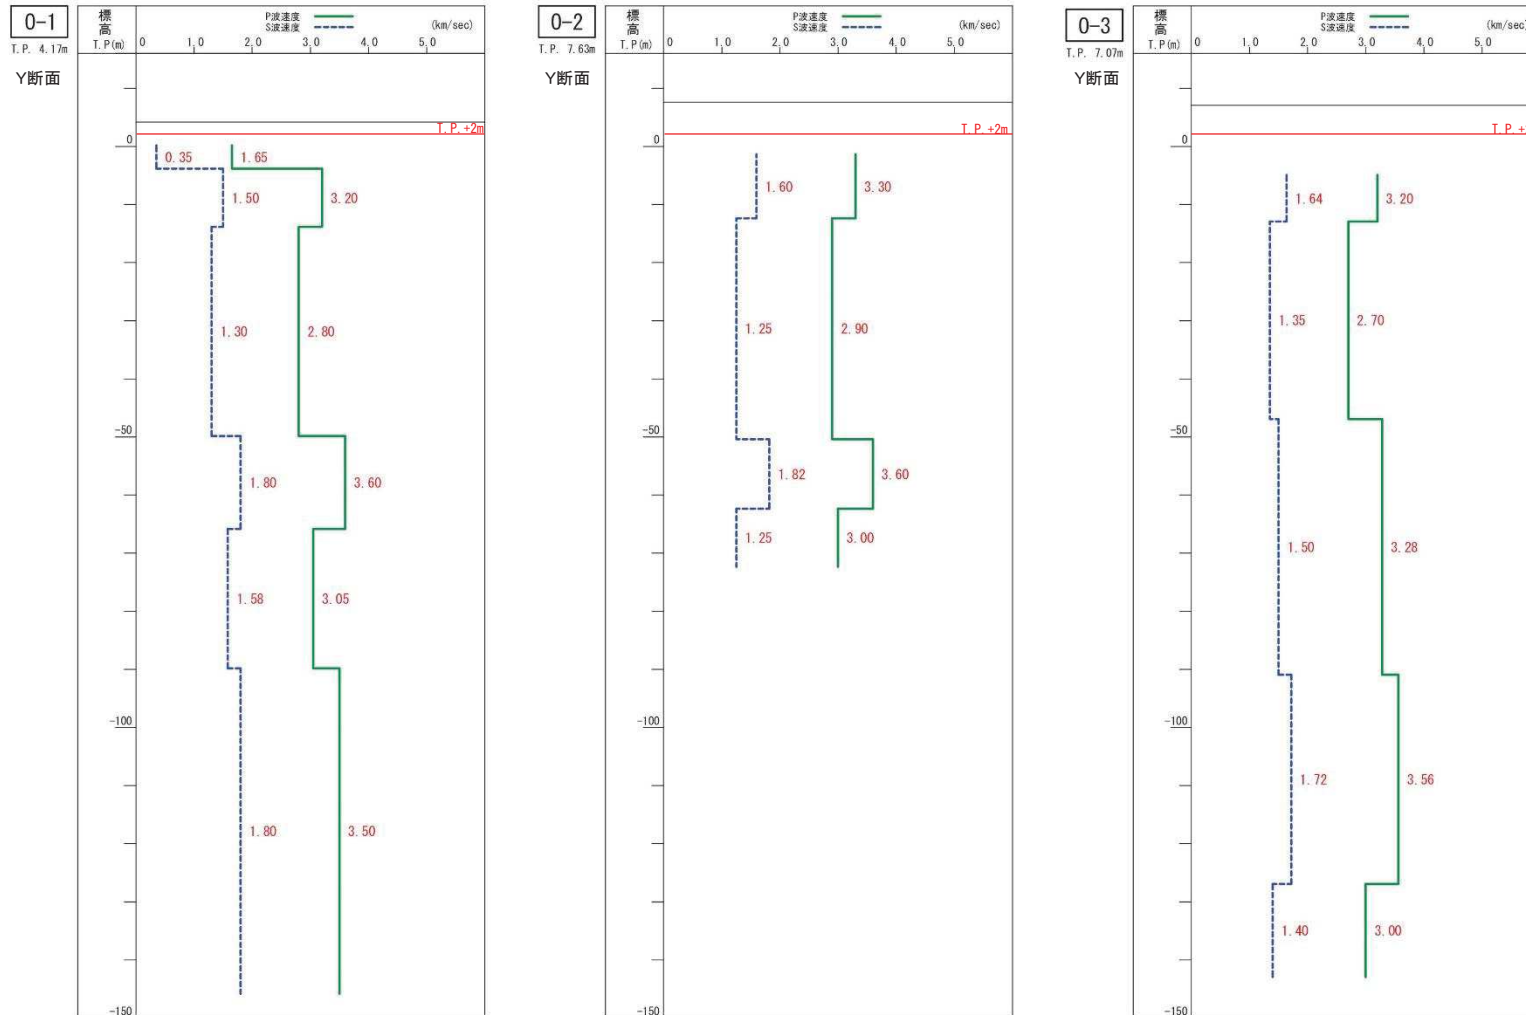 0-1
T.P. 4.17m
Y断面
標高
T.P(m)
P波速度
S波速度
(km/sec)
0 1.0 2.0 3.0 4.0 5.0
T.P.+2m
0
0.35 1.65
1.50 3.20
1.30 2.80
-50
1.80 3.60
1.58 3.05
-100
1.80 3.50
-150
0-2
T.P. 7.63m
Y断面
標高
T.P(m)
P波速度
S波速度
(km/sec)
0 1.0 2.0 3.0 4.0 5.0
T.P.+2m
0
1.60 3.30
1.25 2.90
-50
1.82 3.60
1.25 3.00
-100
-150
0-3
T.P. 7.07m
Y断面
標高
T.P(m)
P波速度
S波速度
(km/sec)
0 1.0 2.0 3.0 4.0 5.0
T.P.+
0
1.64 3.20
1.35 2.70
-50
1.50 3.28
-100
1.72 3.56
1.40 3.00
-150